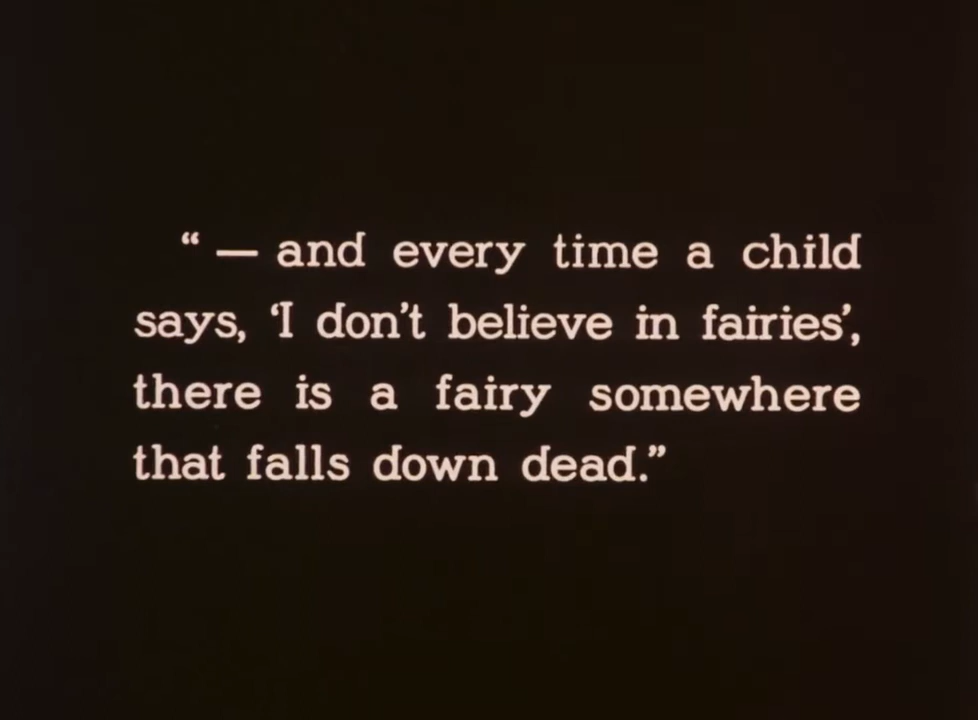 “ — and every time a child
says, ‘I don’t believe in fairies’,
there is a fairy somewhere
that falls down dead.”